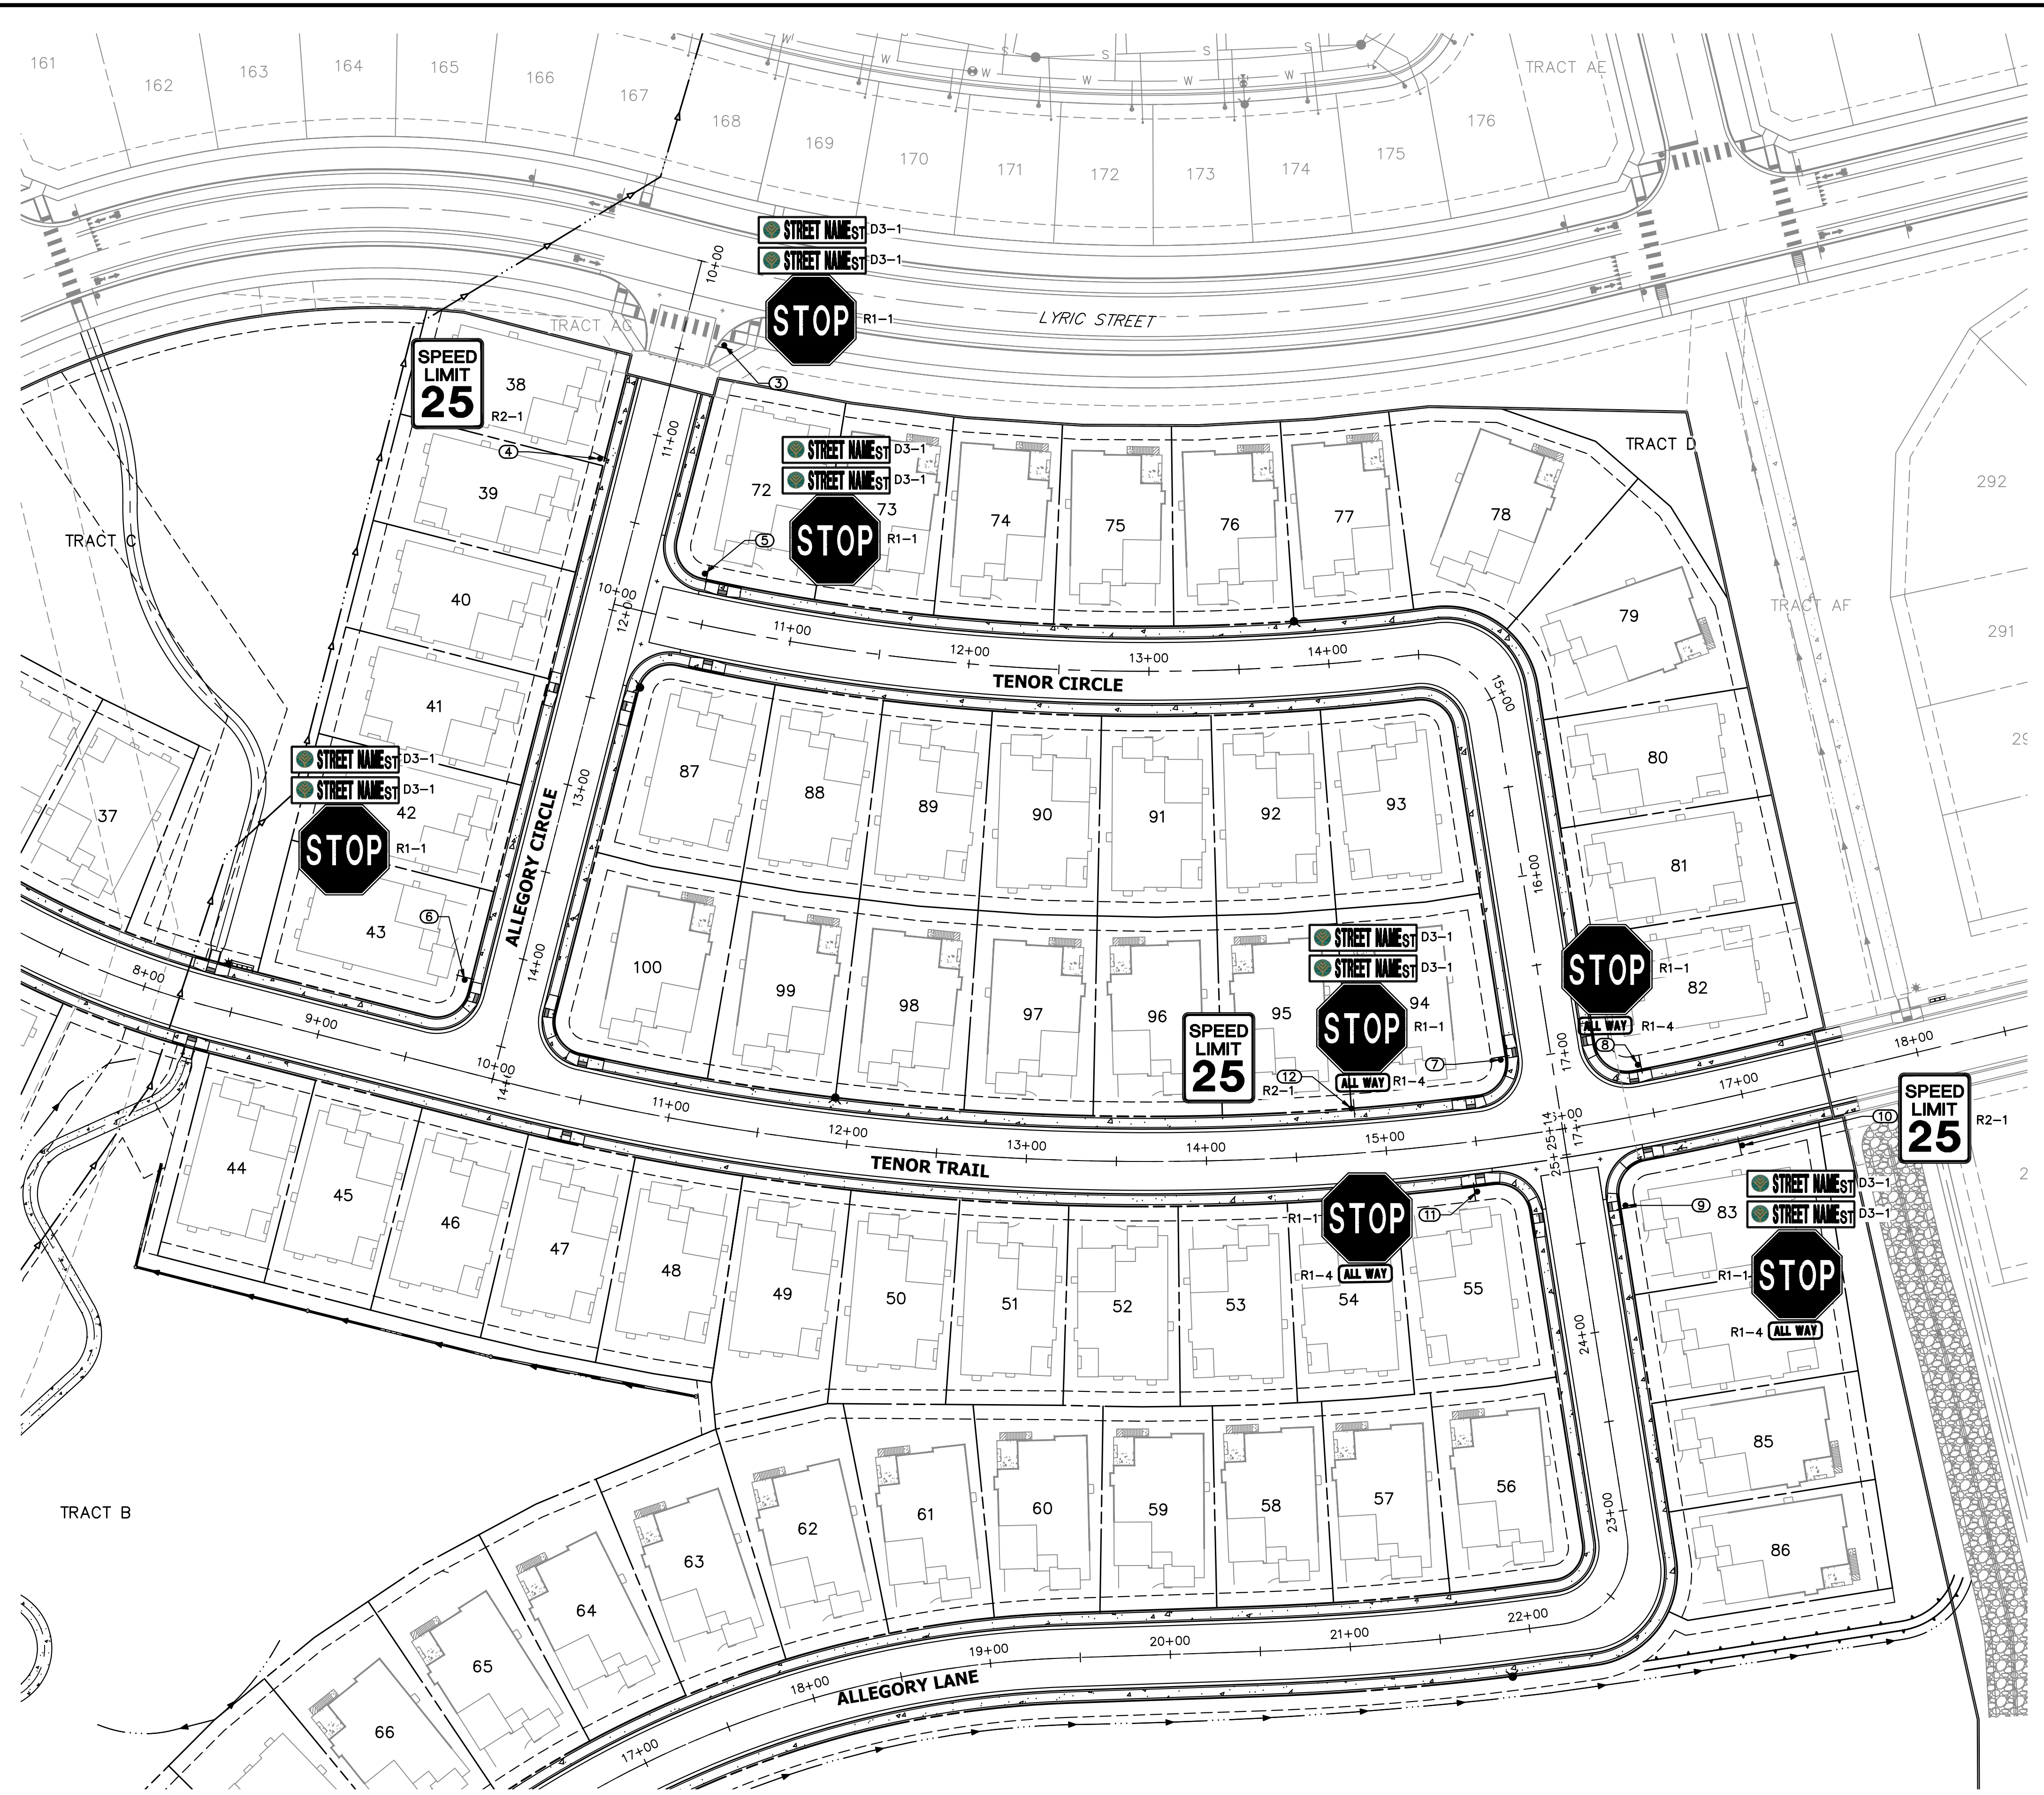 161
162
163
164
165
166
167
168
169
170
171
172
173
174
175
176
TRACT AE
W
S
W
S
W
W
S
W
STREET NAME ST D3-1
STREET NAME ST D3-1
STOP R1-1
10+00
LYRIC STREET
TRACT AC
3
SPEED
LIMIT
25
R2-1
38
4
39
11+00
72
STREET NAME ST D3-1
STREET NAME ST D3-1
STOP R1-1
73
74
75
76
77
78
TRACT D
292
TRACT C
5
40
10+00
12+00
79
TRACT AF
291
11+00
12+00
13+00
14+00
TENOR CIRCLE
15+00
41
STREET NAME ST D3-1
STREET NAME ST D3-1
STOP R1-1
42
37
13+00
87
88
89
90
91
92
93
80
ALLEGORY CIRCLE
43
6
81
16+00
STREET NAME ST D3-1
STREET NAME ST D3-1
STOP R1-1
ALL WAY R1-4
94
7
STOP R1-1
ALL WAY R1-4
82
8
14+00
100
99
98
97
96
95
SPEED
LIMIT
25
R2-1
12
8+00
9+00
10+00
11+00
12+00
13+00
14+00
15+00
17+00
17+00
18+00
TENOR TRAIL
SPEED
LIMIT
25
R2-1
10
44
45
46
47
48
49
50
51
52
53
54
55
R1-1 STOP
R1-4 ALL WAY
11
9
83
STREET NAME ST D3-1
STREET NAME ST D3-1
R1-1 STOP
R1-4 ALL WAY
24+00
85
86
23+00
TRACT B
66
65
64
63
62
61
60
59
58
57
56
17+00
18+00
19+00
20+00
21+00
22+00
ALLEGORY LANE